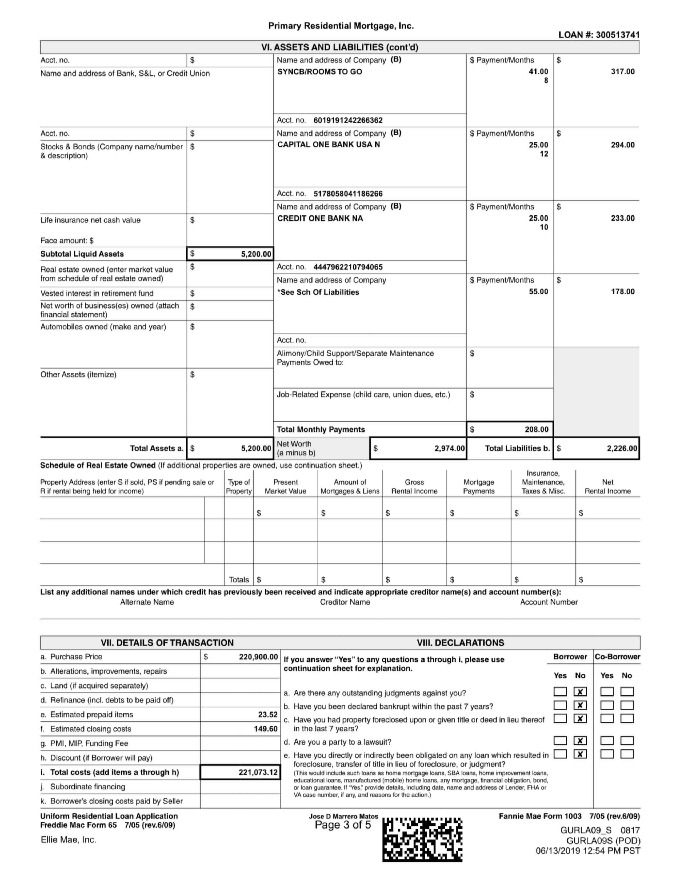 Primary Residential Mortgage, Inc.
LOAN #: 300513741
VI. ASSETS AND LIABILITIES (cont'd)
Acct. no. $
Name and address of Bank, S&L, or Credit Union
Name and address of Company (B) $ Payment/Months $
SYNCB/ROOMS TO GO 41.00 317.00
8
Acct. no. 6019191242266362
Acct. no. $
Name and address of Company (B) $ Payment/Months $
Stocks & Bonds (Company name/number $
& description)
CAPITAL ONE BANK USA N 25.00 294.00
12
Acct. no. 5178058041186266
Name and address of Company (B) $ Payment/Months $
Life insurance net cash value $
CREDIT ONE BANK NA 25.00 233.00
10
Face amount: $
Subtotal Liquid Assets $ 5,200.00
Real estate owned (enter market value $
from schedule of real estate owned)
Acct. no. 4447962210794065
Name and address of Company $ Payment/Months $
Vested interest in retirement fund $
*See Sch Of Liabilities 55.00 178.00
Net worth of business(es) owned (attach $
financial statement)
Automobiles owned (make and year) $
Acct. no.
Alimony/Child Support/Separate Maintenance $
Payments Owed to:
Other Assets (itemize) $
Job-Related Expense (child care, union dues, etc.) $
Total Monthly Payments $ 208.00
Total Assets a. $ 5,200.00
Net Worth $ 2,974.00
(a minus b)
Total Liabilities b. $ 2,226.00
Schedule of Real Estate Owned (If additional properties are owned, use continuation sheet.)
Property Address (enter S if sold, PS if pending sale or
R if rental being held for income)
Type of
Property
Present
Market Value
Amount of
Mortgages & Liens
Gross
Rental Income
Mortgage
Payments
Insurance,
Maintenance,
Taxes & Misc.
Net
Rental Income
$ $ $ $ $ $
Totals $ $ $ $ $ $
List any additional names under which credit has previously been received and indicate appropriate creditor name(s) and account number(s):
Alternate Name Creditor Name Account Number
VII. DETAILS OF TRANSACTION
a. Purchase Price $ 220,900.00
b. Alterations, improvements, repairs
c. Land (if acquired separately)
d. Refinance (incl. debts to be paid off)
e. Estimated prepaid items 23.52
f. Estimated closing costs 149.60
g. PMI, MIP, Funding Fee
h. Discount (if Borrower will pay)
i. Total costs (add items a through h) 221,073.12
j. Subordinate financing
k. Borrower's closing costs paid by Seller
VIII. DECLARATIONS
If you answer "Yes" to any questions a through i, please use
continuation sheet for explanation.
Borrower Co-Borrower
Yes No Yes No
a. Are there any outstanding judgments against you? X
b. Have you been declared bankrupt within the past 7 years? X
c. Have you had property foreclosed upon or given title or deed in lieu thereof X
in the last 7 years?
d. Are you a party to a lawsuit? X
e. Have you directly or indirectly been obligated on any loan which resulted in X
foreclosure, transfer of title in lieu of foreclosure, or judgment?
(This would include such loans as home mortgage loans, SBA loans, home improvement loans,
educational loans, manufactured (mobile) home loans, any mortgage, financial obligation, bond,
or loan guarantee. If "Yes," provide details, including date, name and address of Lender, FHA or
VA case number, if any, and reasons for the action.)
Uniform Residential Loan Application
Freddie Mac Form 65 7/05 (rev.6/09)
Ellie Mae, Inc.
Jose D Marrero Matos
Page 3 of 5
Fannie Mae Form 1003 7/05 (rev.6/09)
GURLA09_S 0817
GURLA09S (POD)
06/13/2019 12:54 PM PST